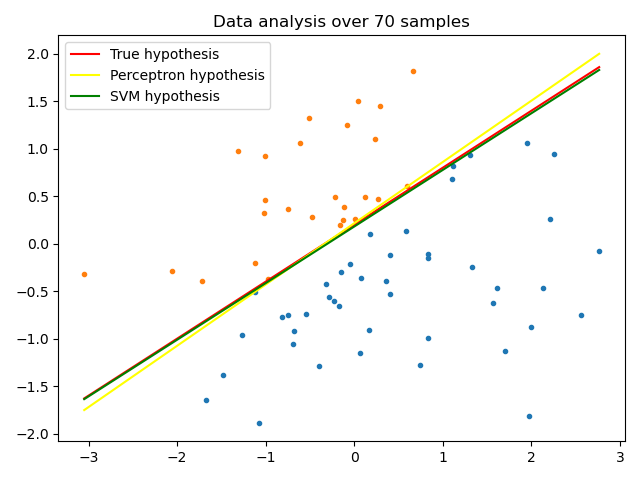 Data analysis over 70 samples
True hypothesis
Perceptron hypothesis
SVM hypothesis
2.0
1.5
1.0
0.5
0.0
−0.5
−1.0
−1.5
−2.0
−3 −2 −1 0 1 2 3